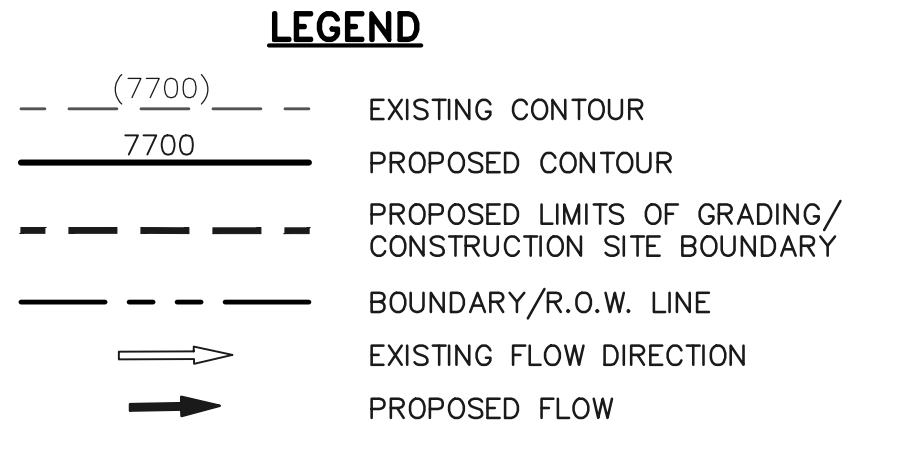 LEGEND
(7700)
EXISTING CONTOUR
7700
PROPOSED CONTOUR
PROPOSED LIMITS OF GRADING/
CONSTRUCTION SITE BOUNDARY
BOUNDARY/R.O.W. LINE
EXISTING FLOW DIRECTION
PROPOSED FLOW